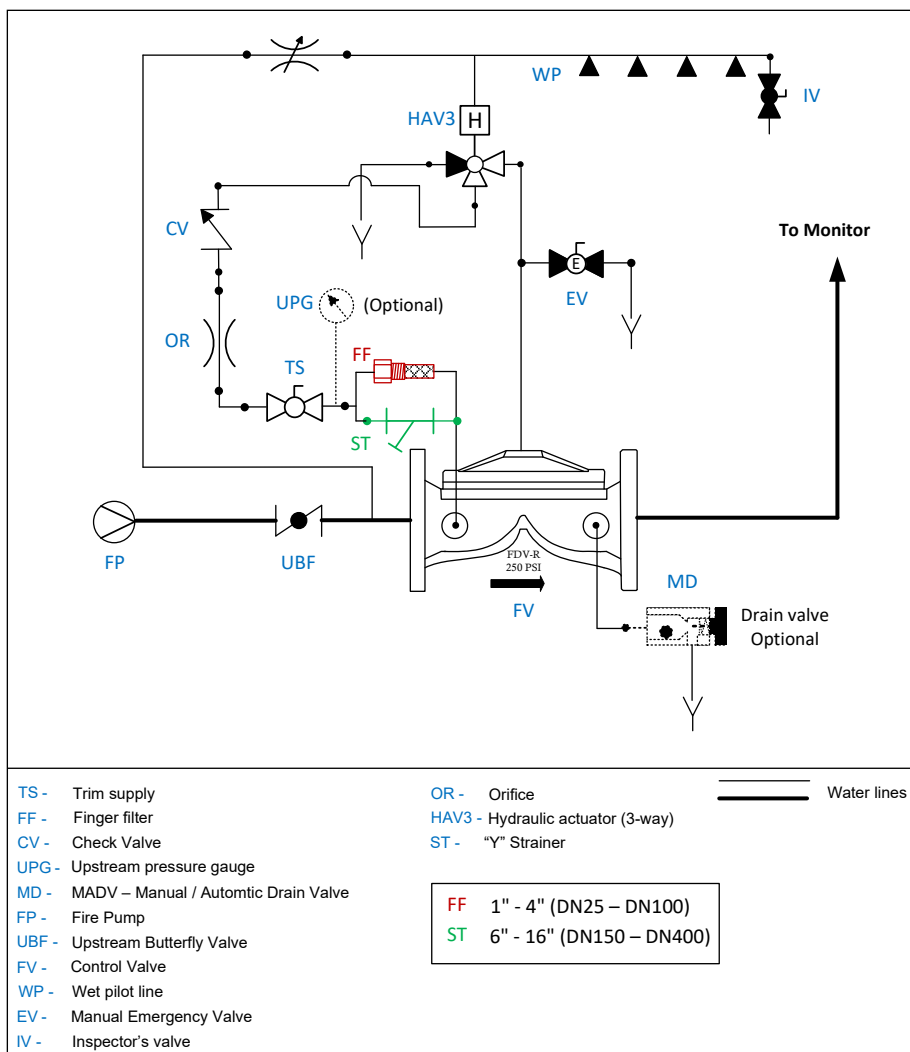 WP
IV
HAV3
H
CV
To Monitor
E
EV
UPG
(Optional)
OR
TS
FF
ST
FP
UBF
FDV-R
250 PSI
FV
MD
Drain valve
Optional
TS - Trim supply
FF - Finger filter
CV - Check Valve
UPG - Upstream pressure gauge
MD - MADV – Manual / Automtic Drain Valve
FP - Fire Pump
UBF - Upstream Butterfly Valve
FV - Control Valve
WP - Wet pilot line
EV - Manual Emergency Valve
IV - Inspector's valve
OR - Orifice
HAV3 - Hydraulic actuator (3-way)
ST - “Y” Strainer
Water lines
FF 1" - 4" (DN25 – DN100)
ST 6" - 16" (DN150 – DN400)